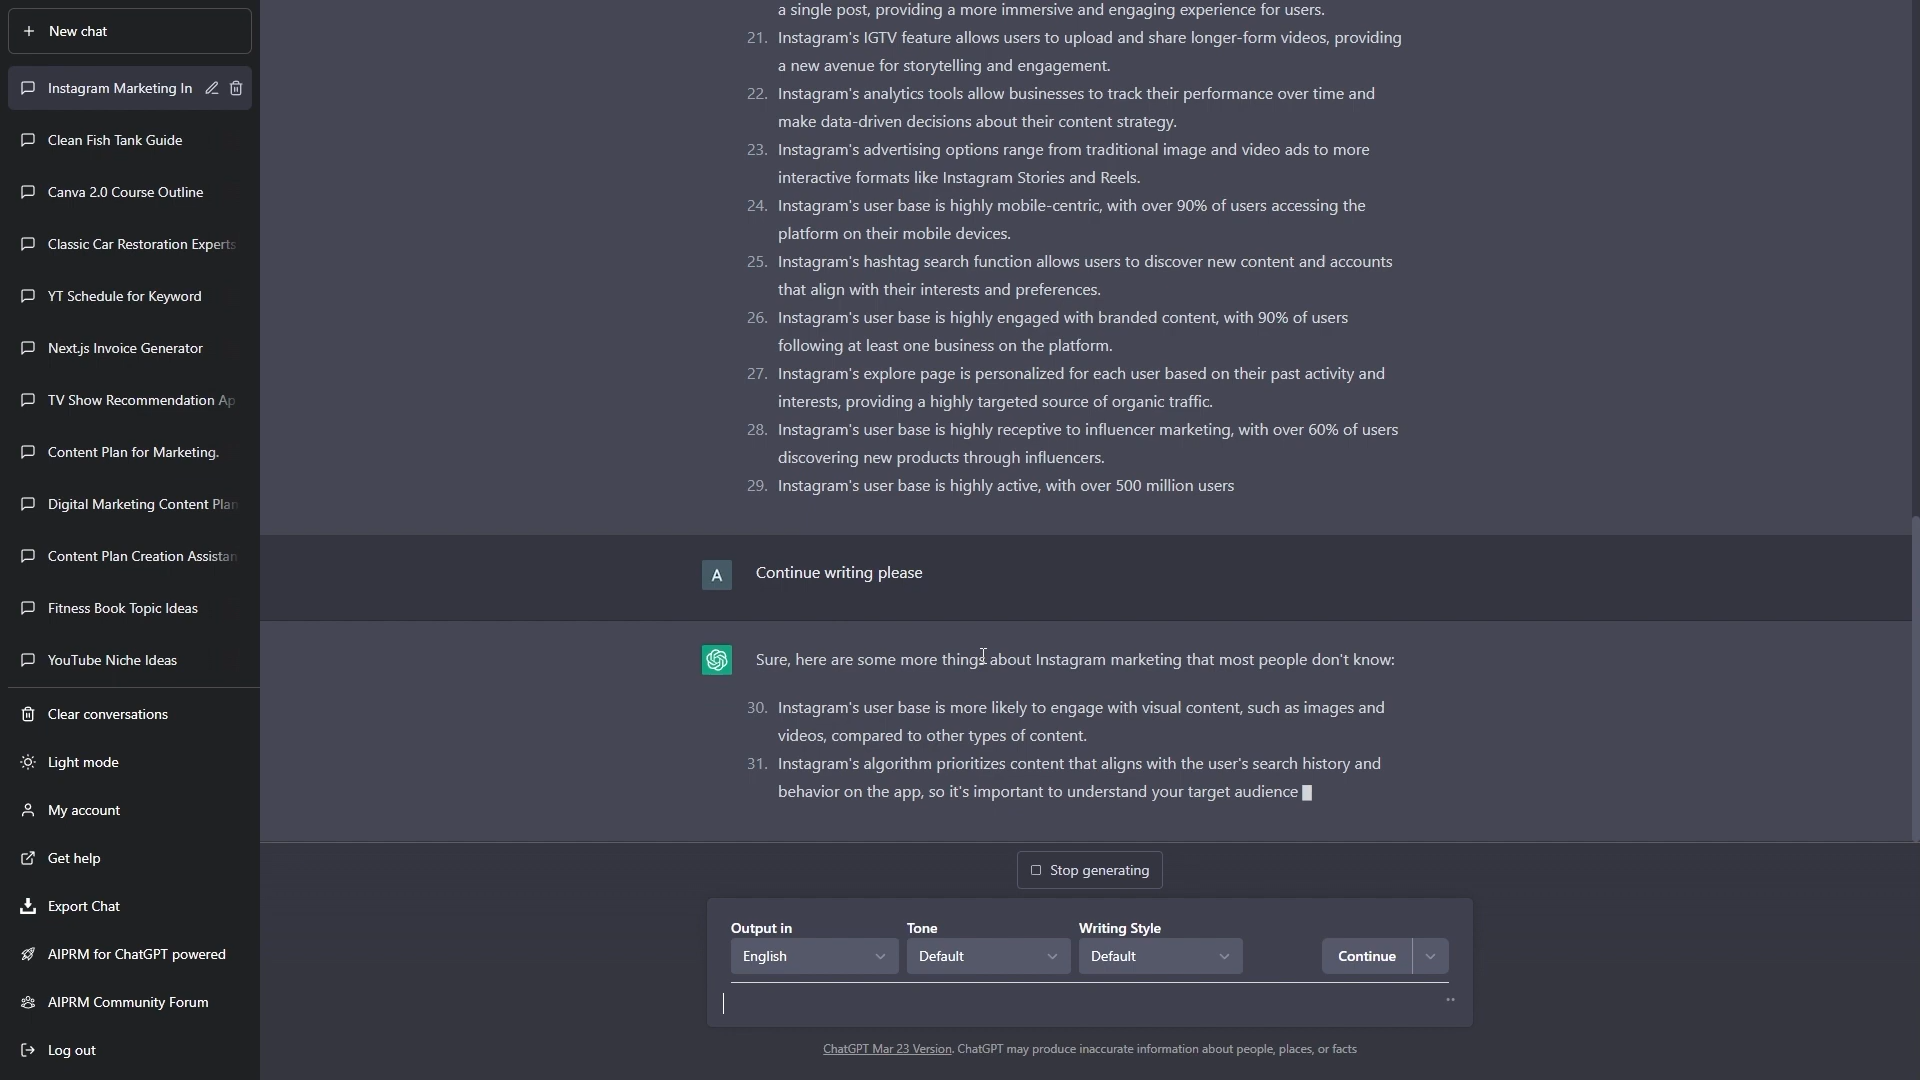 New chat
Instagram Marketing In
Clean Fish Tank Guide
Canva 2.0 Course Outline
Classic Car Restoration Experts
YT Schedule for Keyword
Next.js Invoice Generator
TV Show Recommendation Ap
Content Plan for Marketing.
Digital Marketing Content Plan
Content Plan Creation Assistan
Fitness Book Topic Ideas
YouTube Niche Ideas
Clear conversations
Light mode
My account
Get help
Export Chat
AIPRM for ChatGPT powered
AIPRM Community Forum
Log out
a single post, providing a more immersive and engaging experience for users.
21. Instagram's IGTV feature allows users to upload and share longer-form videos, providing
a new avenue for storytelling and engagement.
22. Instagram's analytics tools allow businesses to track their performance over time and
make data-driven decisions about their content strategy.
23. Instagram's advertising options range from traditional image and video ads to more
interactive formats like Instagram Stories and Reels.
24. Instagram's user base is highly mobile-centric, with over 90% of users accessing the
platform on their mobile devices.
25. Instagram's hashtag search function allows users to discover new content and accounts
that align with their interests and preferences.
26. Instagram's user base is highly engaged with branded content, with 90% of users
following at least one business on the platform.
27. Instagram's explore page is personalized for each user based on their past activity and
interests, providing a highly targeted source of organic traffic.
28. Instagram's user base is highly receptive to influencer marketing, with over 60% of users
discovering new products through influencers.
29. Instagram's user base is highly active, with over 500 million users
A
Continue writing please
Sure, here are some more things about Instagram marketing that most people don't know:
30. Instagram's user base is more likely to engage with visual content, such as images and
videos, compared to other types of content.
31. Instagram's algorithm prioritizes content that aligns with the user's search history and
behavior on the app, so it's important to understand your target audience
Stop generating
Output in
Tone
Writing Style
English
Default
Default
Continue
ChatGPT Mar 23 Version. ChatGPT may produce inaccurate information about people, places, or facts